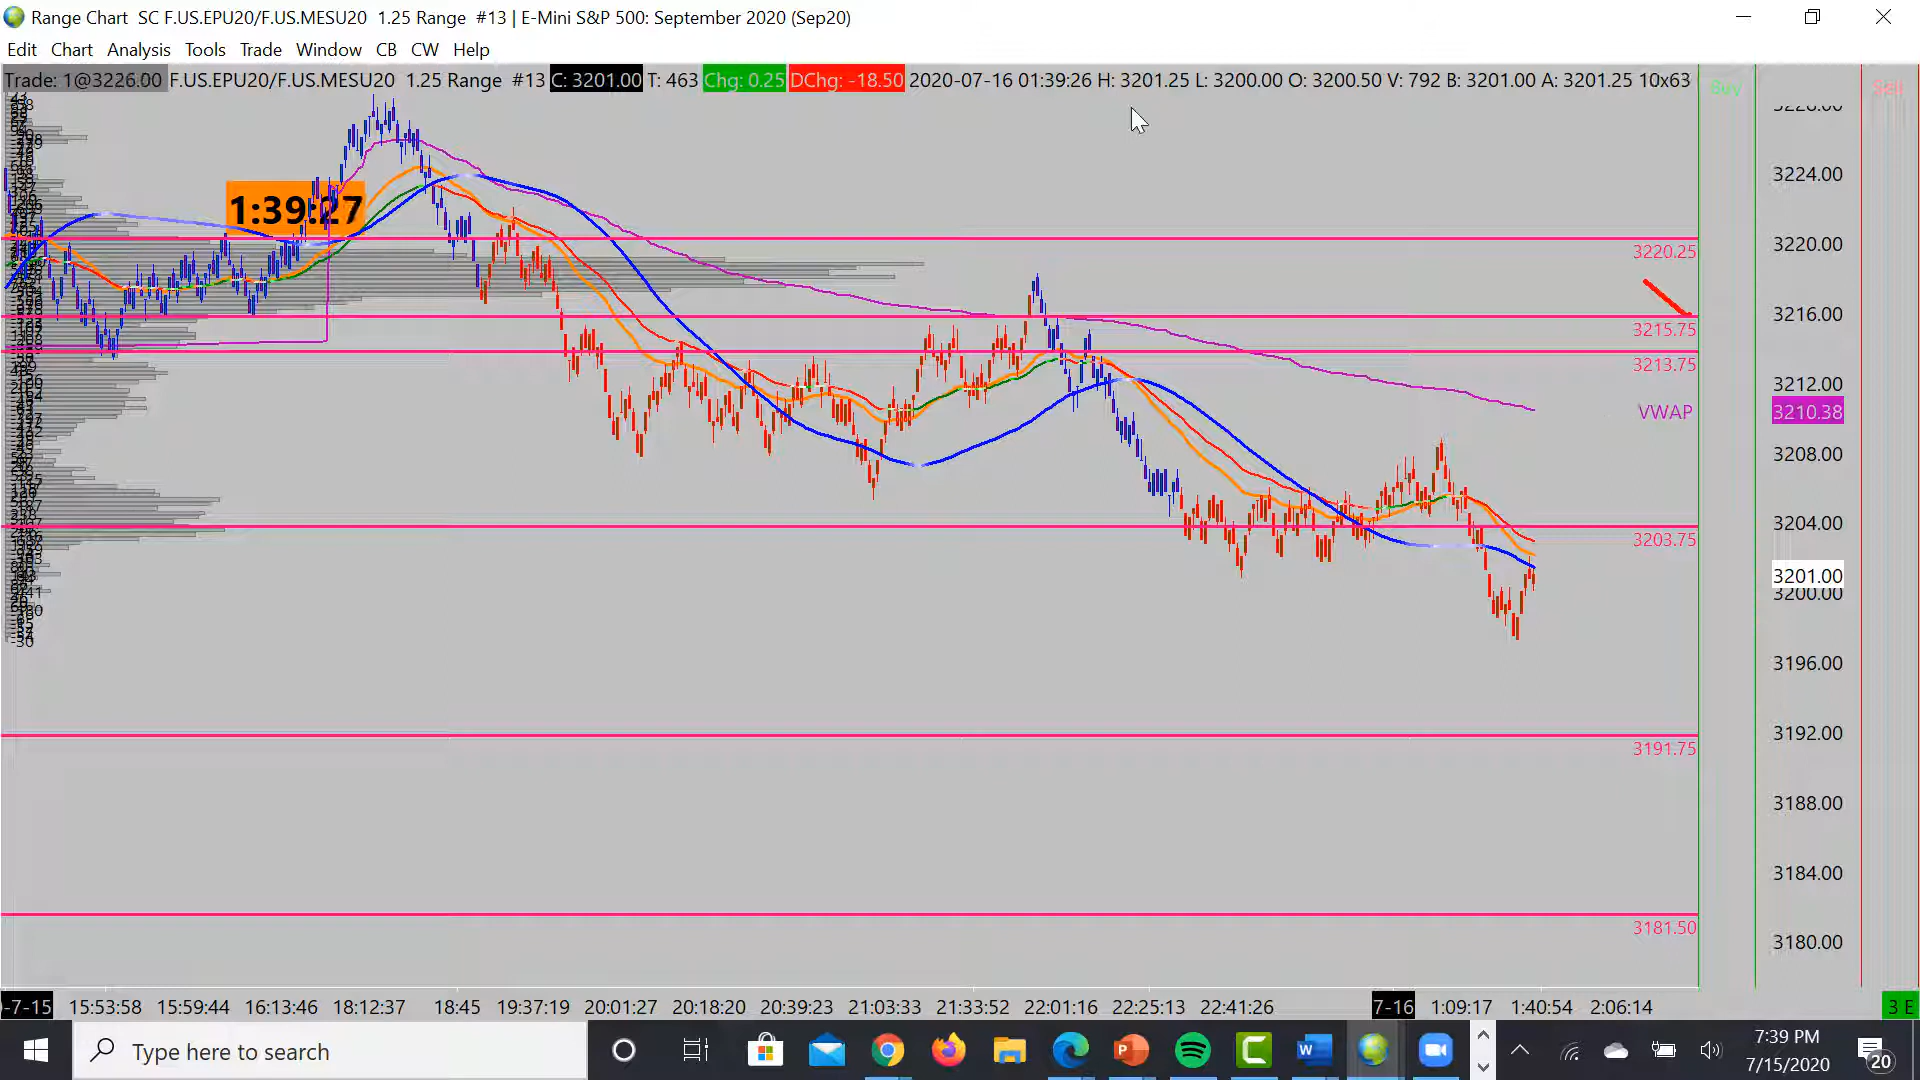 Range Chart  SC F.US.EPU20/F.US.MESU20  1.25 Range  #13 | E-Mini S&P 500: September 2020 (Sep20)
Edit Chart Analysis Tools Trade Window CB CW Help
Trade: 1@3226.00 F.US.EPU20/F.US.MESU20  1.25 Range  #13 C: 3201.00 T: 463 Chg: 0.25 DChg: -18.50 2020-07-16 01:39:26 H: 3201.25 L: 3200.00 O: 3200.50 V: 792 B: 3201.00 A: 3201.25 10x63
Buy
Sell
3224.00
1:39:27
3220.00
3220.25
3216.00
3215.75
3213.75
3212.00
VWAP 3210.38
3208.00
3204.00
3203.75
3201.00
3200.00
3196.00
3192.00
3191.75
3188.00
3184.00
3181.50
3180.00
-7-15 15:53:58 15:59:44 16:13:46 18:12:37 18:45 19:37:19 20:01:27 20:18:20 20:39:23 21:03:33 21:33:52 22:01:16 22:25:13 22:41:26 7-16 1:09:17 1:40:54 2:06:14 3 E
Type here to search
7:39 PM
7/15/2020
20